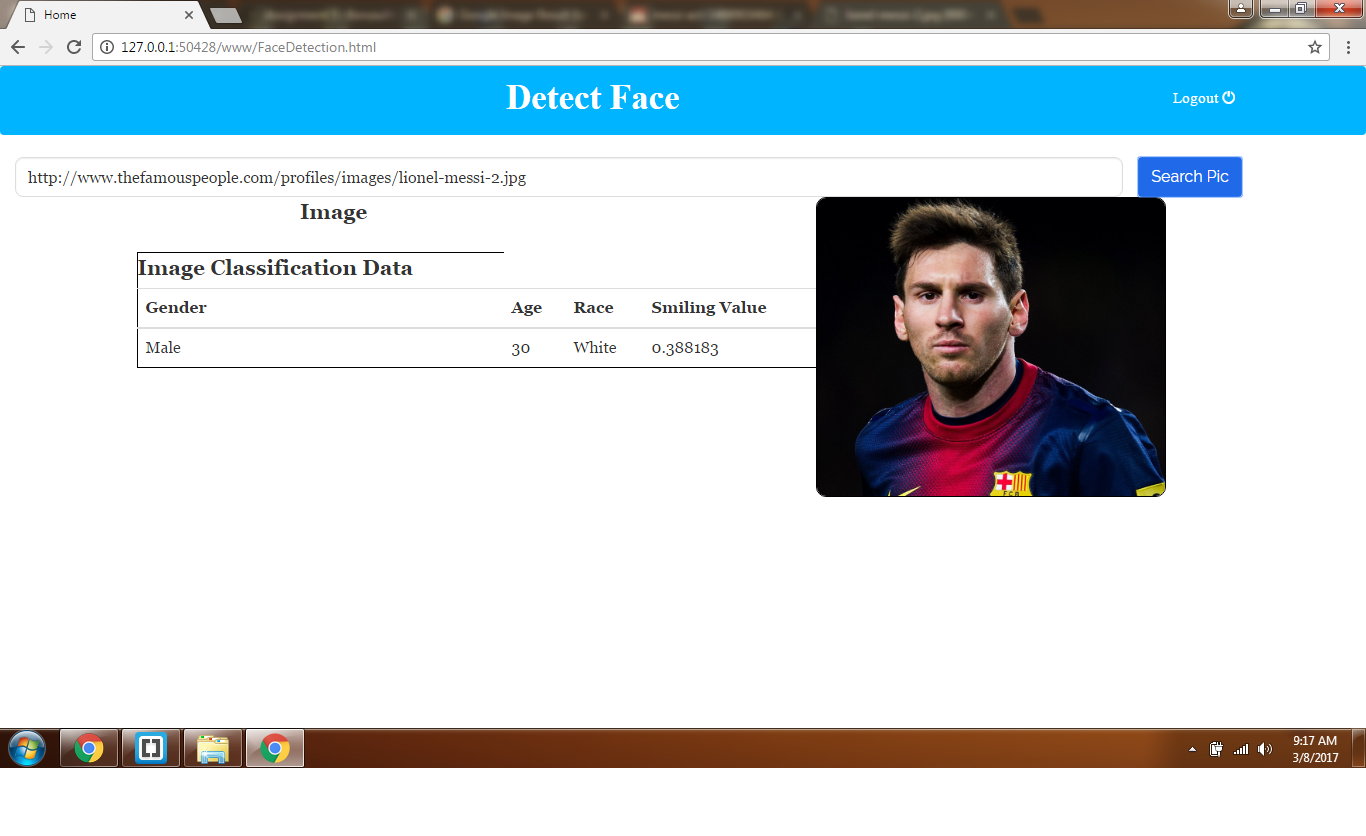 Home
127.0.0.1:50428/www/FaceDetection.html
Detect Face
Logout
http://www.thefamouspeople.com/profiles/images/lionel-messi-2.jpg
Search Pic
Image
Image Classification Data
Gender Age Race Smiling Value
Male 30 White 0.388183
F C B
9:17 AM
3/8/2017